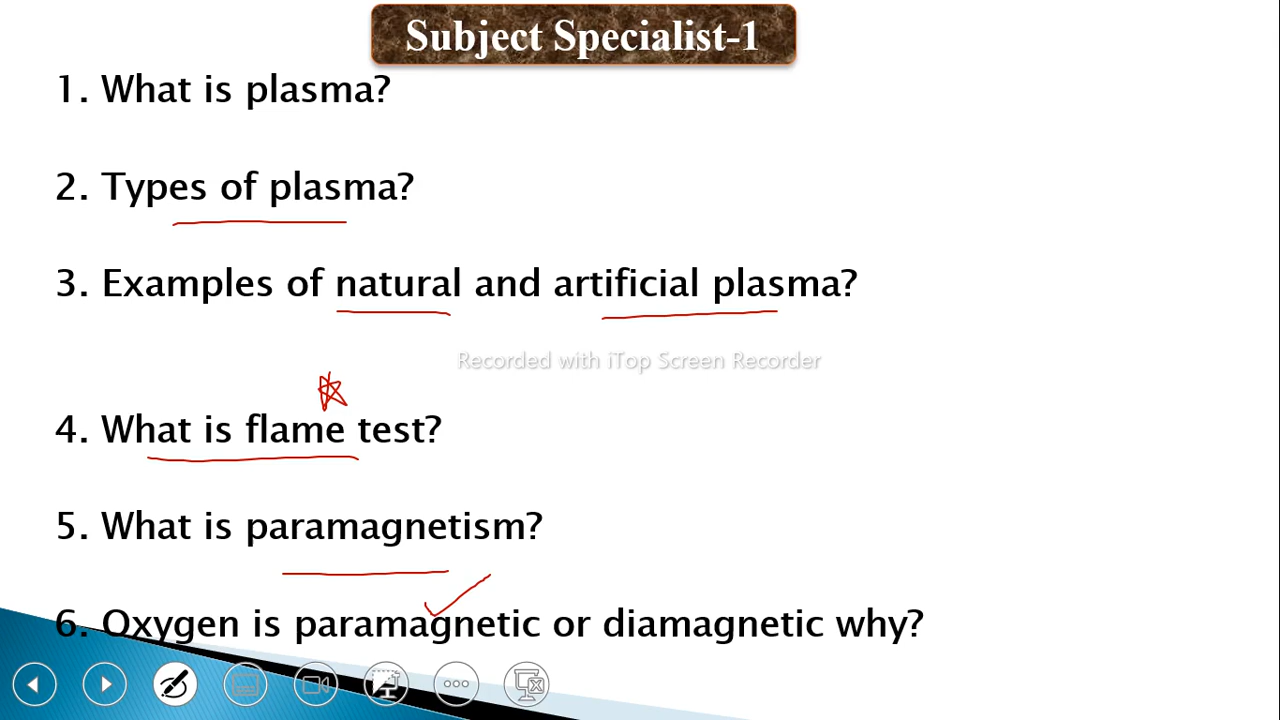 Subject Specialist-1
1. What is plasma?
2. Types of plasma?
3. Examples of natural and artificial plasma?
Recorded with iTop Screen Recorder
4. What is flame test?
5. What is paramagnetism?
6. Oxygen is paramagnetic or diamagnetic why?